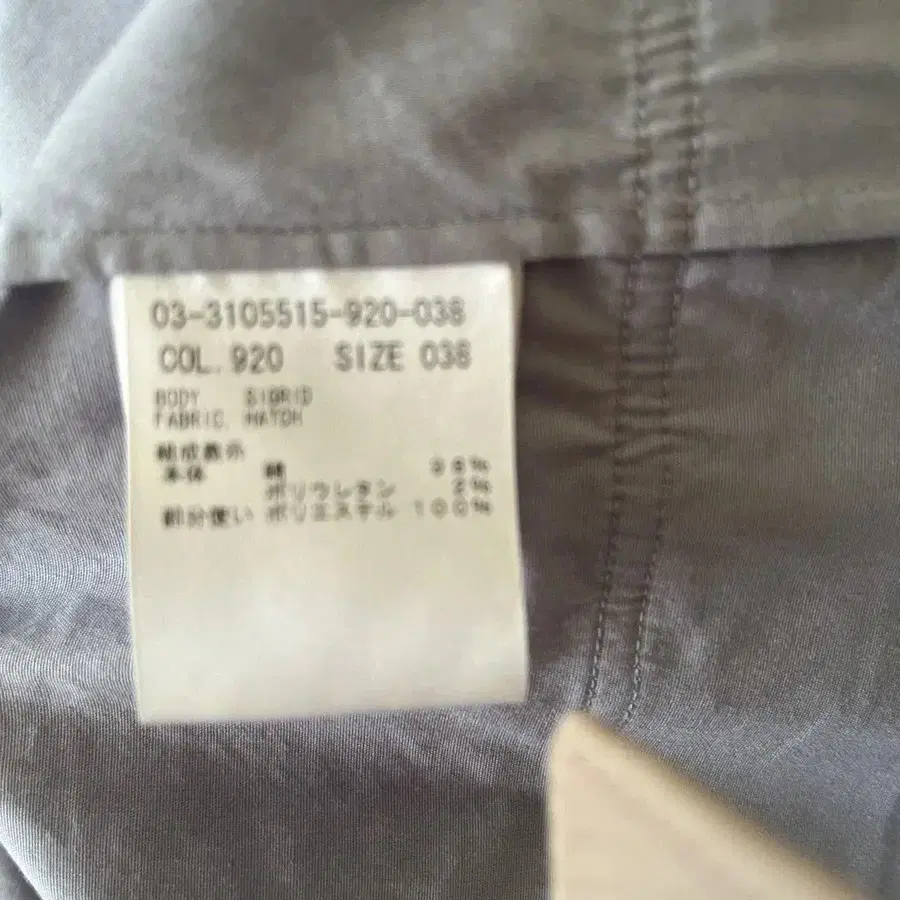 03-3105515-920-038
COL. 920 SIZE 038
BODY SIGRID
FABRIC. HATCH
組成表示
本体 綿 98%
ポリウレタン 2%
部分使い ポリエステル 100%